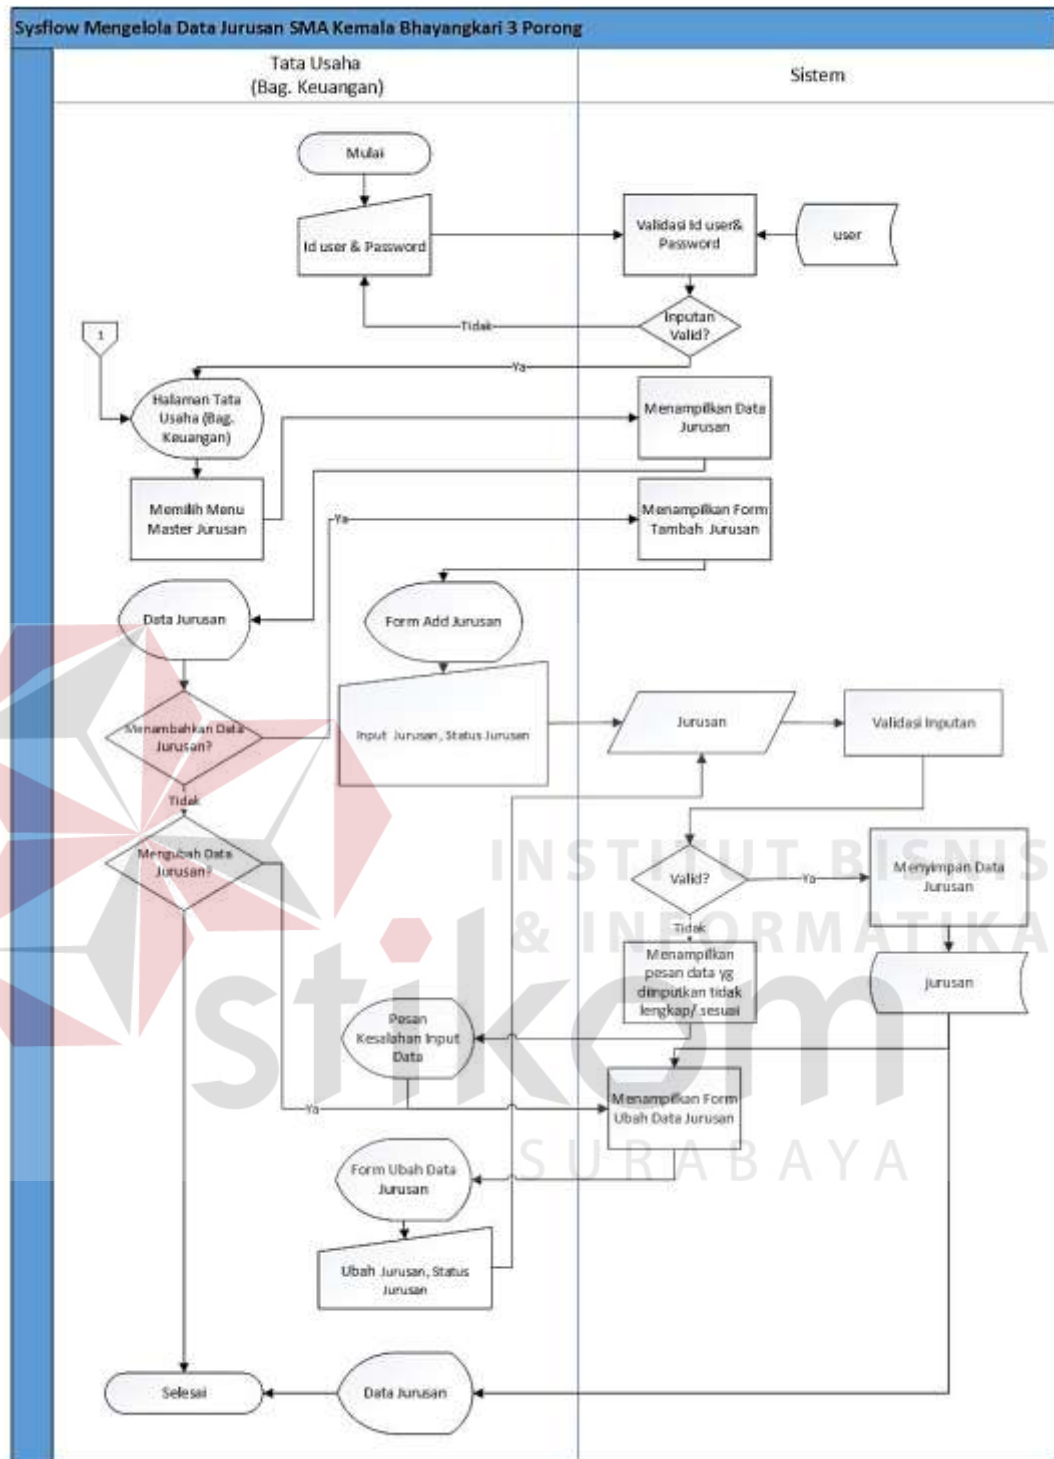 Sysflow Mengelola Data Jurusan SMA Kemala Bhayangkari 3 Porong
Tata Usaha
(Bag. Keuangan)
Sistem
Mulai
Id user & Password
Validasi Id user&
Password
user
Inputan
Valid?
Tidak
Ya
1
Halaman Tata
Usaha (Bag.
Keuangan)
Menampilkan Data
Jurusan
Memilih Menu
Master Jurusan
Ya
Menampilkan Form
Tambah Jurusan
Data Jurusan
Form Add Jurusan
Menambahkan Data
Jurusan?
Input Jurusan, Status Jurusan
Jurusan
Validasi Inputan
Tidak
Mengubah Data
Jurusan?
Valid?
Ya
Menyimpan Data
Jurusan
Tidak
Menampilkan
pesan data yg
diinputkan tidak
lengkap/ sesuai
jurusan
Pesan
Kesalahan Input
Data
Ya
Menampilkan Form
Ubah Data Jurusan
Form Ubah Data
Jurusan
Ubah Jurusan, Status
Jurusan
Selesai
Data Jurusan
INSTITUT BISNIS
& INFORMATIKA
stikom
SURABAYA